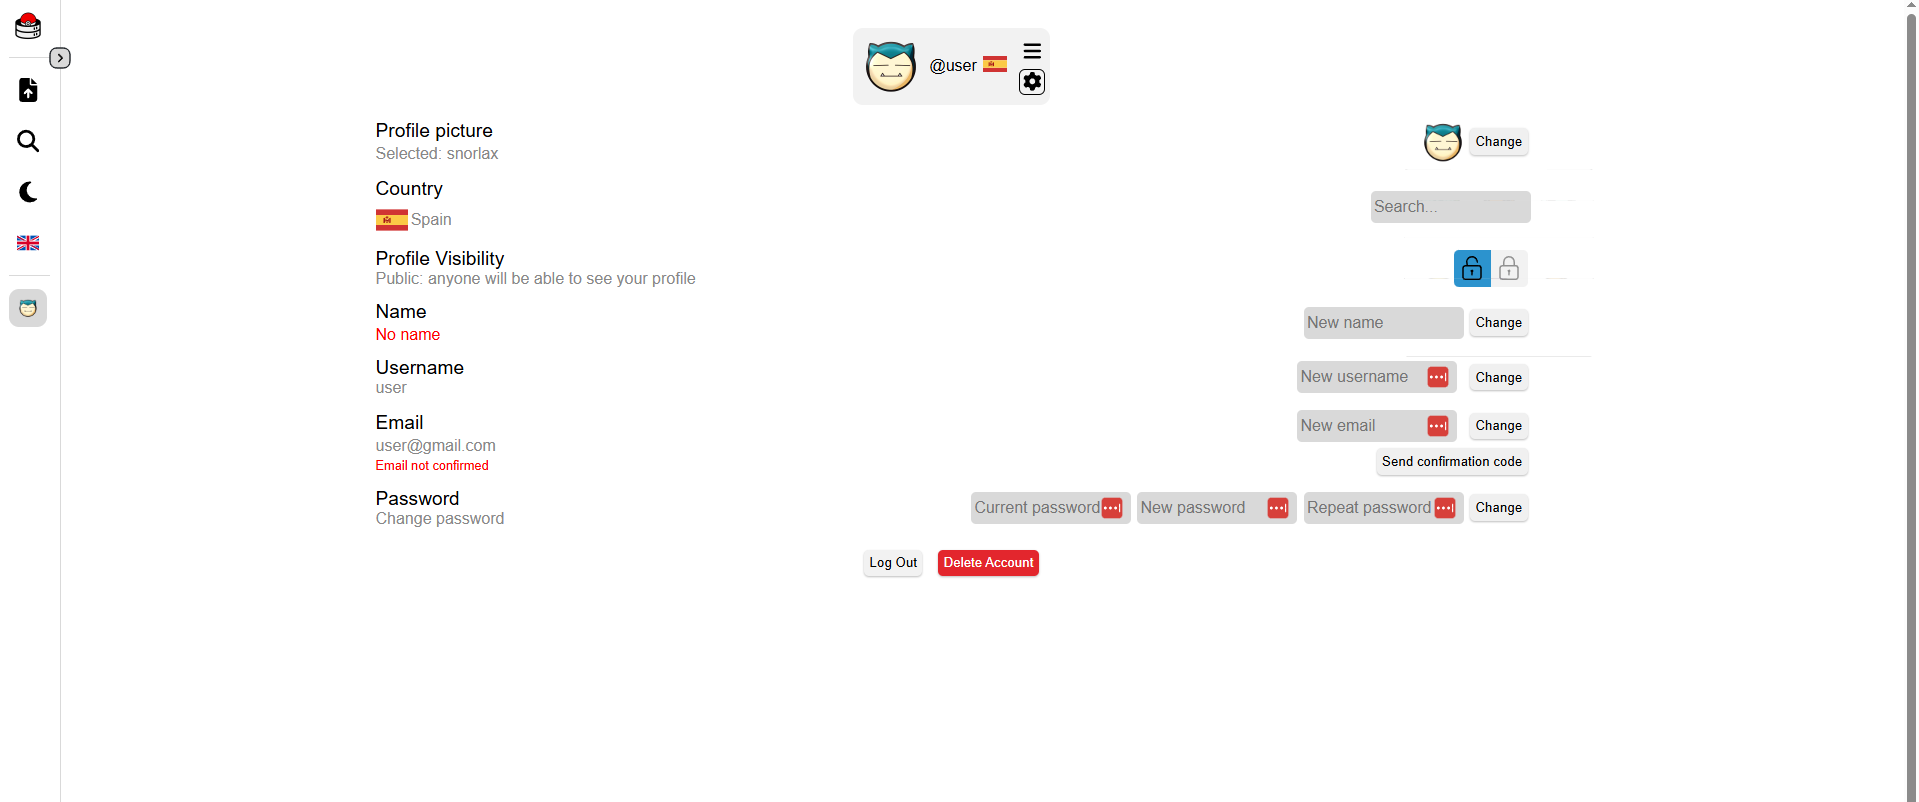 @user
Profile picture
Selected: snorlax
Change
Country
Spain
Search...
Profile Visibility
Public: anyone will be able to see your profile
Name
No name
New name
Change
Username
user
New username
Change
Email
user@gmail.com
Email not confirmed
New email
Change
Send confirmation code
Password
Change password
Current password
New password
Repeat password
Change
Log Out
Delete Account